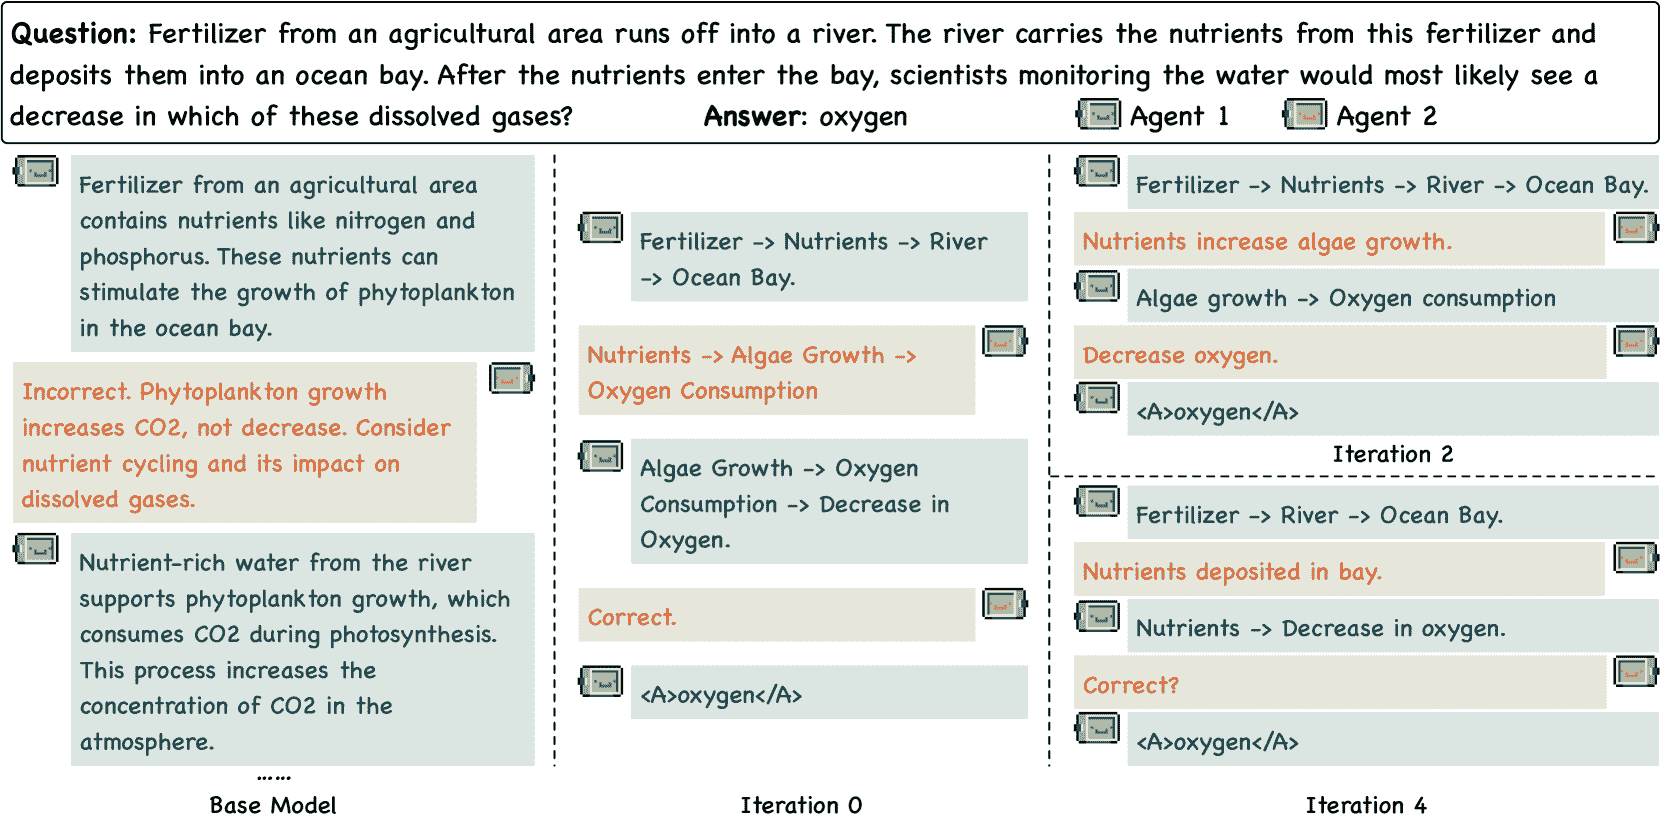 Question: Fertilizer from an agricultural area runs off into a river. The river carries the nutrients from this fertilizer and
deposits them into an ocean bay. After the nutrients enter the bay, scientists monitoring the water would most likely see a
decrease in which of these dissolved gases? Answer: oxygen Agent 1 Agent 2
Fertilizer from an agricultural area
contains nutrients like nitrogen and
phosphorus. These nutrients can
stimulate the growth of phytoplankton
in the ocean bay.
Incorrect. Phytoplankton growth
increases CO2, not decrease. Consider
nutrient cycling and its impact on
dissolved gases.
Nutrient-rich water from the river
supports phytoplankton growth, which
consumes CO2 during photosynthesis.
This process increases the
concentration of CO2 in the
atmosphere.
......
Base Model
Fertilizer -> Nutrients -> River
-> Ocean Bay.
Nutrients -> Algae Growth ->
Oxygen Consumption
Algae Growth -> Oxygen
Consumption -> Decrease in
Oxygen.
Correct.
<A>oxygen</A>
Iteration 0
Fertilizer -> Nutrients -> River -> Ocean Bay.
Nutrients increase algae growth.
Algae growth -> Oxygen consumption
Decrease oxygen.
<A>oxygen</A>
Iteration 2
Fertilizer -> River -> Ocean Bay.
Nutrients deposited in bay.
Nutrients -> Decrease in oxygen.
Correct?
<A>oxygen</A>
Iteration 4